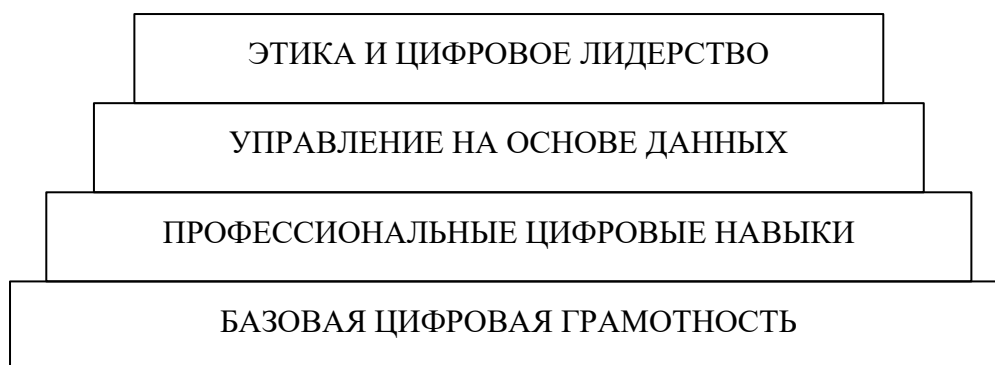 ЭТИКА И ЦИФРОВОЕ ЛИДЕРСТВО
УПРАВЛЕНИЕ НА ОСНОВЕ ДАННЫХ
ПРОФЕССИОНАЛЬНЫЕ ЦИФРОВЫЕ НАВЫКИ
БАЗОВАЯ ЦИФРОВАЯ ГРАМОТНОСТЬ